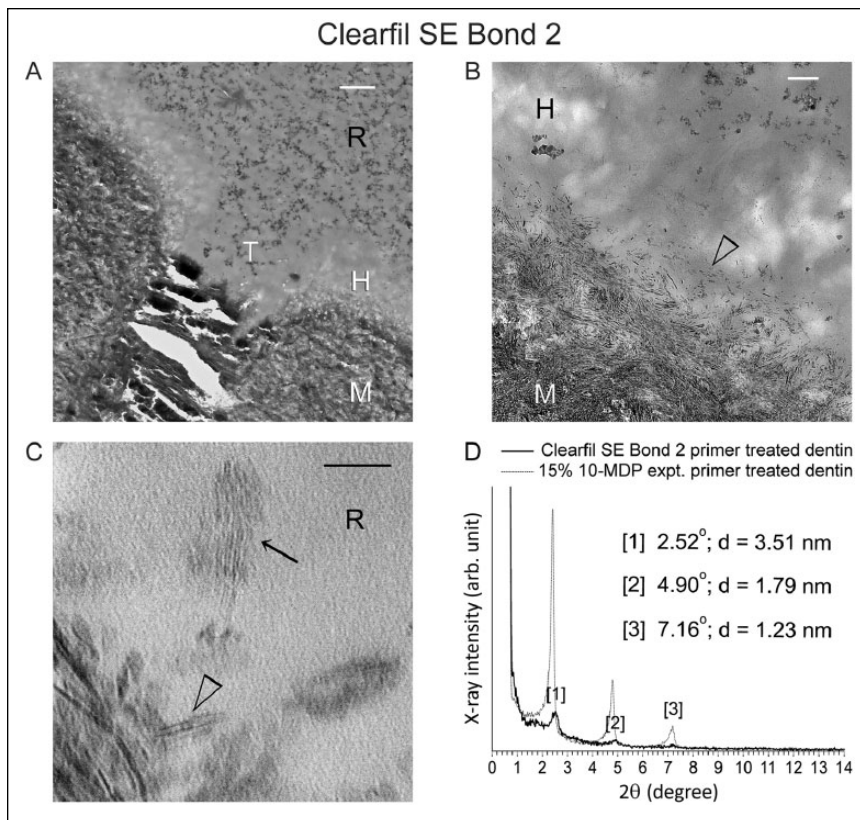 Clearfil SE Bond 2
A
R
T
H
M
B
H
M
C
R
D
Clearfil SE Bond 2 primer treated dentin
15% 10-MDP expt. primer treated dentin
X-ray intensity (arb. unit)
[1] 2.52°; d = 3.51 nm
[2] 4.90°; d = 1.79 nm
[3] 7.16°; d = 1.23 nm
[1]
[2]
[3]
0 1 2 3 4 5 6 7 8 9 10 11 12 13 14
2θ (degree)